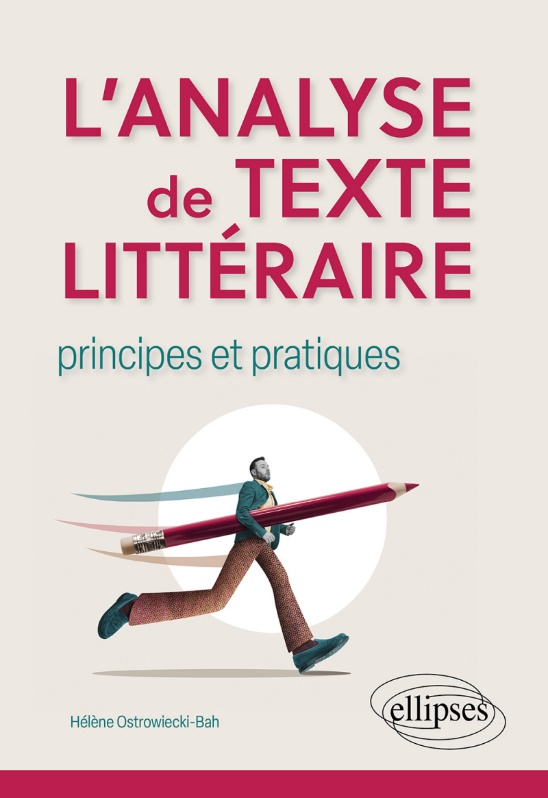 L'ANALYSE
de TEXTE
LITTÉRAIRE
principes et pratiques
Hélène Ostrowiecki-Bah
ellipses